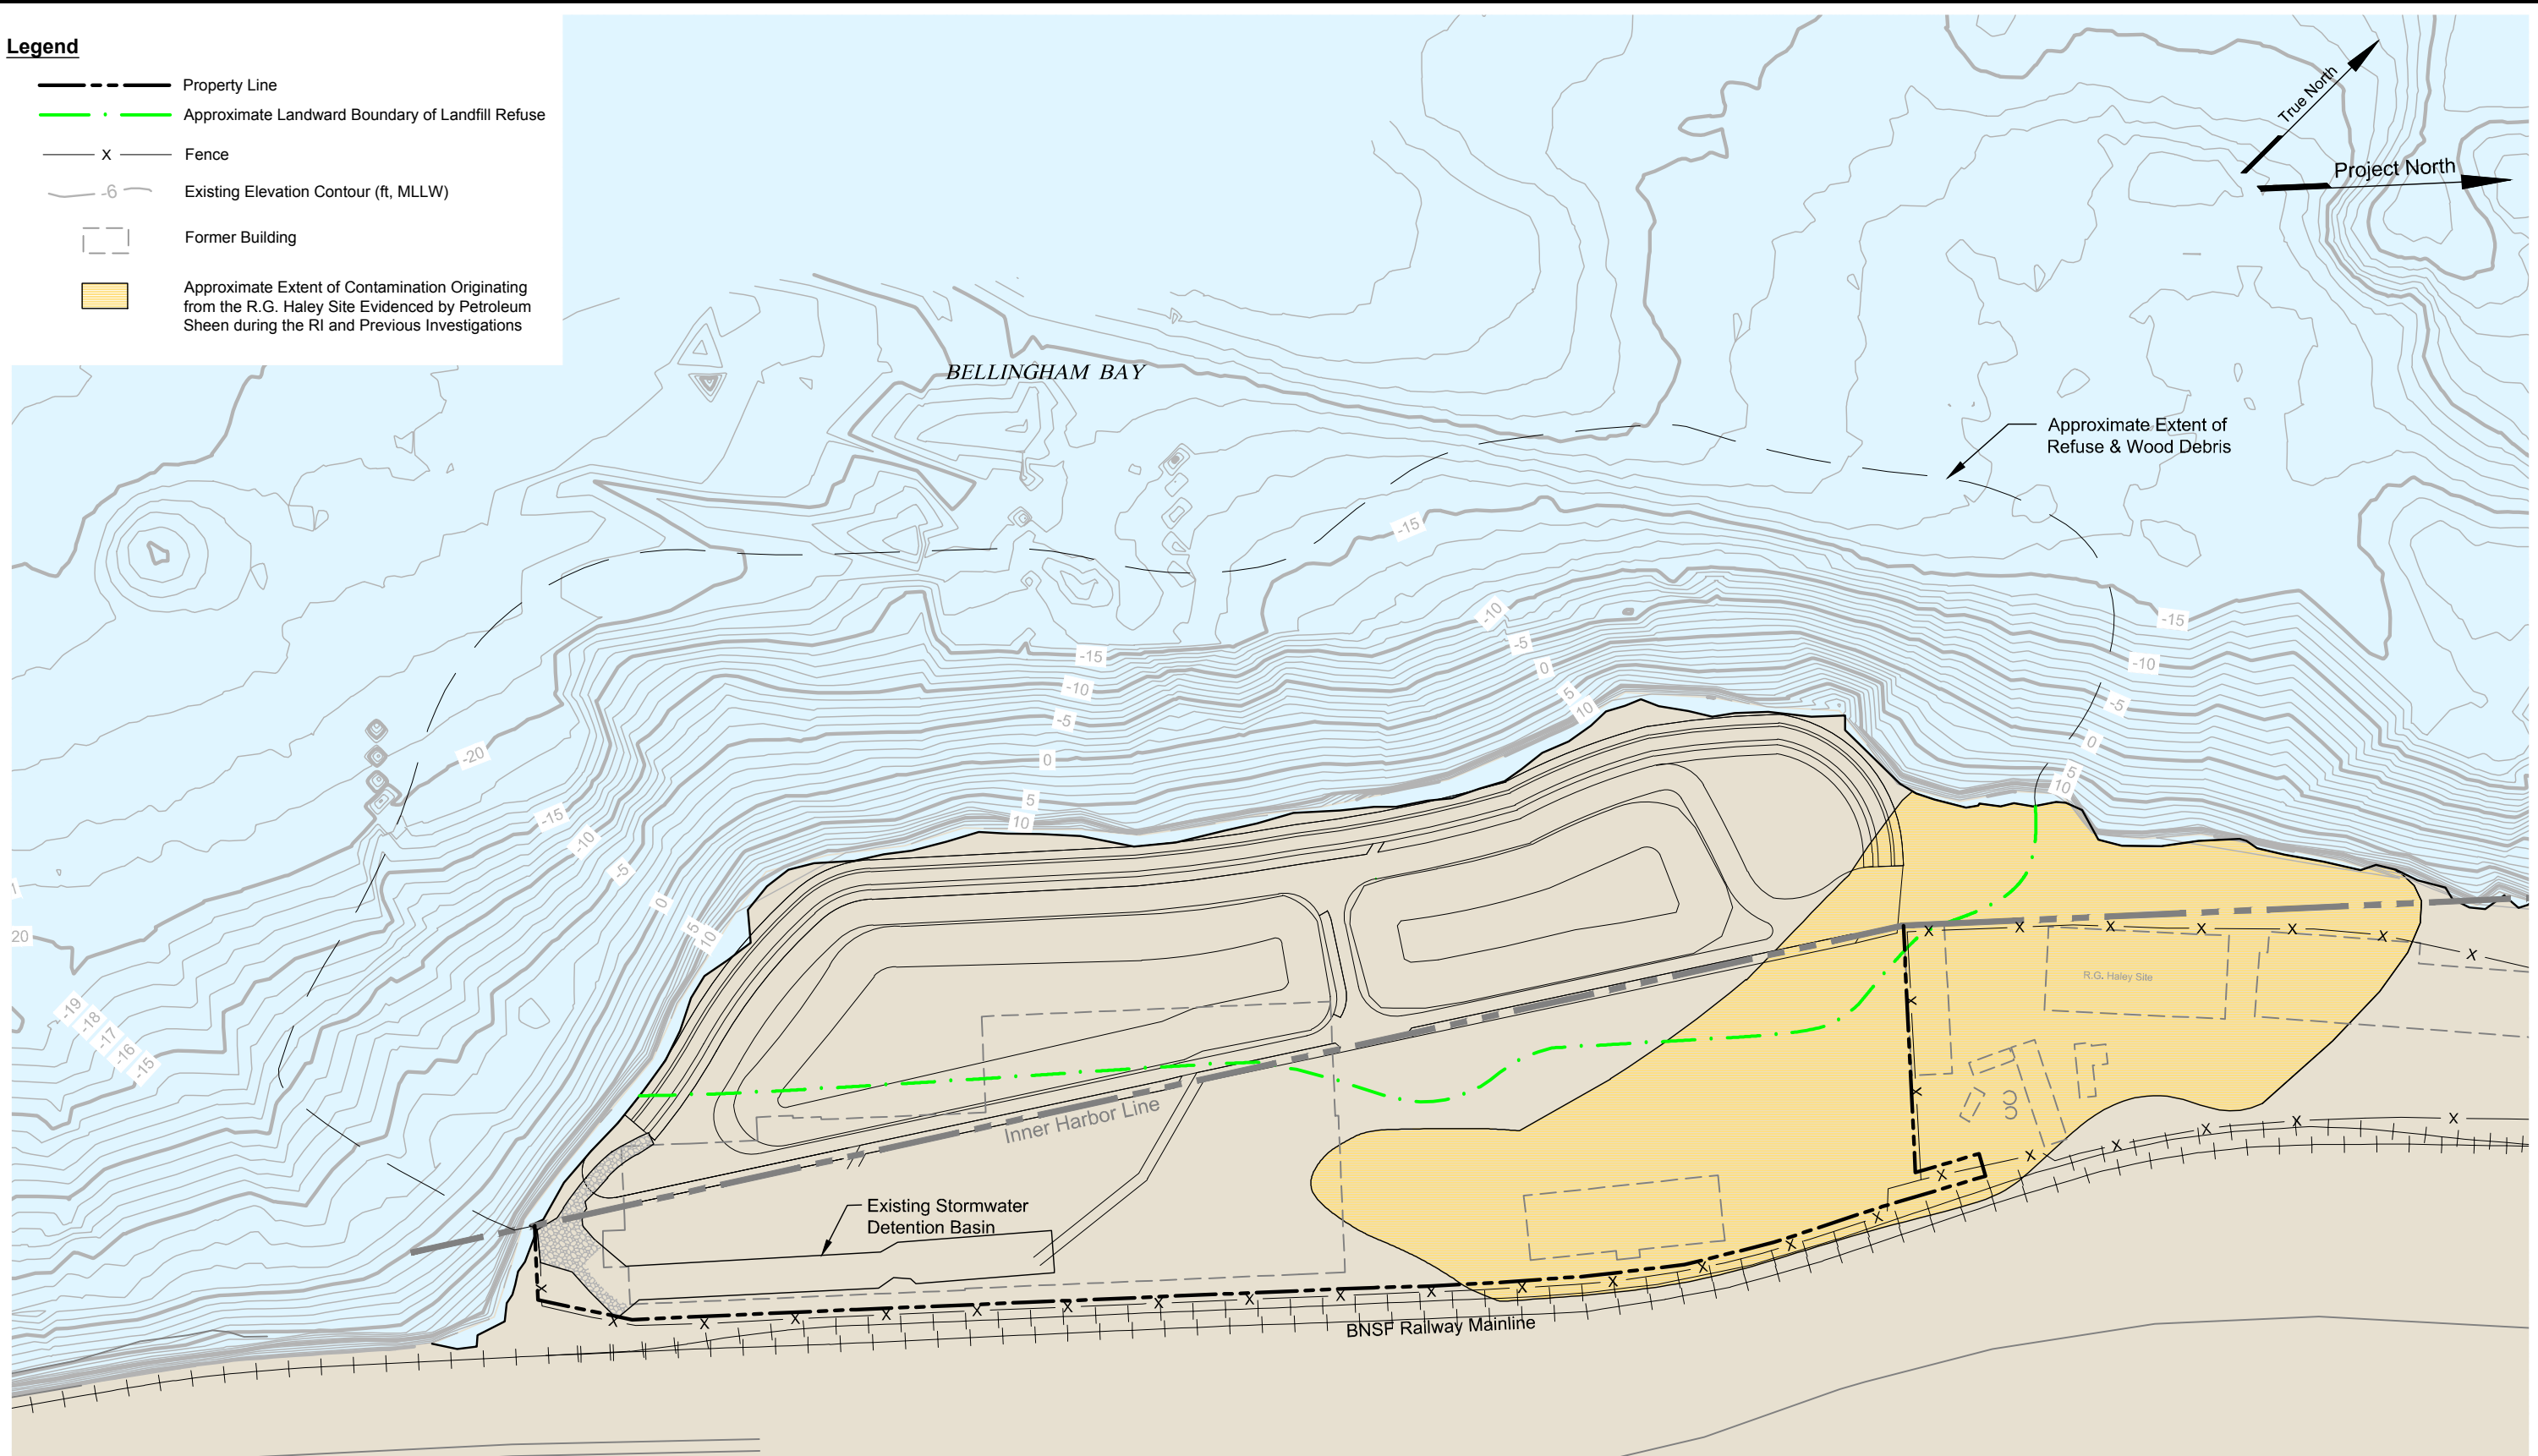 Legend
Property Line
Approximate Landward Boundary of Landfill Refuse
X Fence
-6 Existing Elevation Contour (ft, MLLW)
Former Building
Approximate Extent of Contamination Originating
from the R.G. Haley Site Evidenced by Petroleum
Sheen during the RI and Previous Investigations
True North
Project North
BELLINGHAM BAY
Approximate Extent of
Refuse & Wood Debris
-15
-10
-5
0
5
10
-15
-10
-5
0
5
10
-15
-10
-5
0
5
10
-20
-15
-10
-5
0
5
10
20
-19
-18
-17
-16
-15
R.G. Haley Site
Inner Harbor Line
Existing Stormwater
Detention Basin
BNSF Railway Mainline